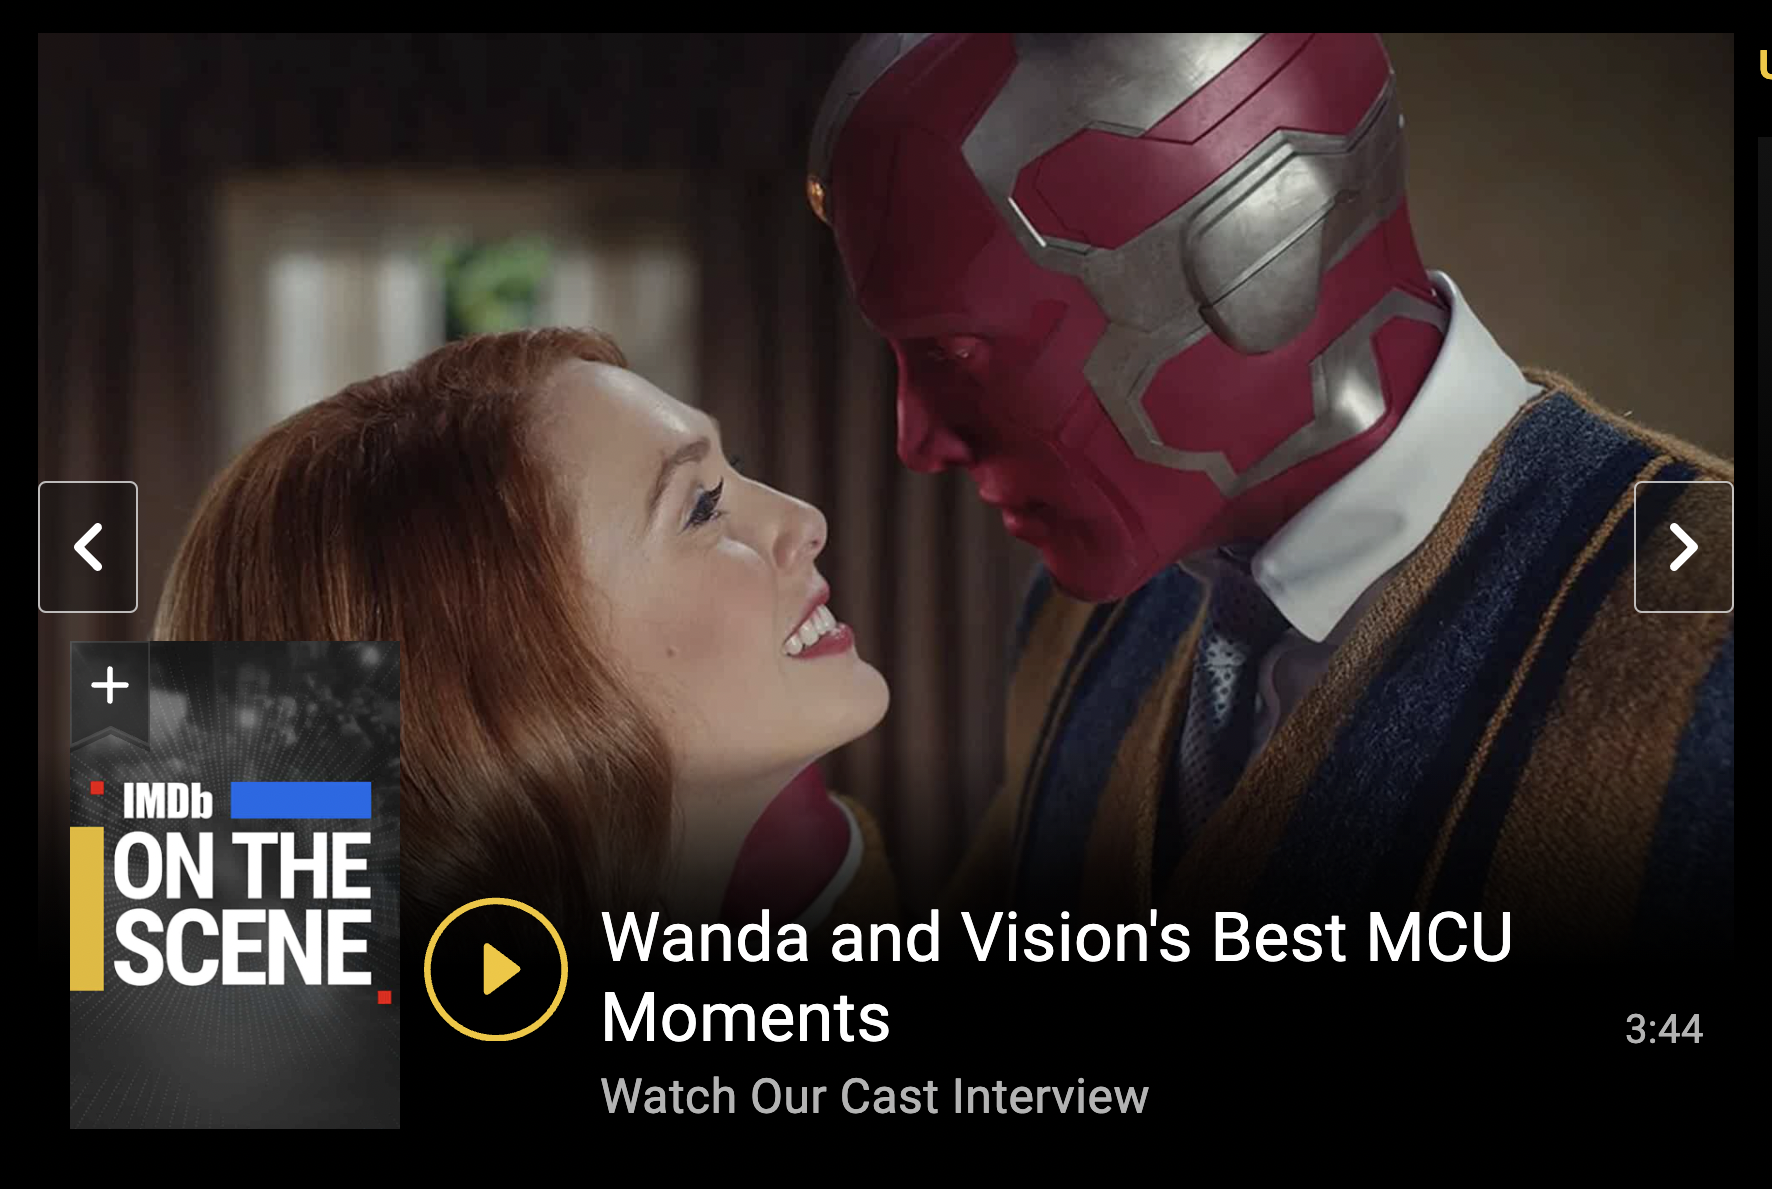 IMDb
ON THE
SCENE
Wanda and Vision's Best MCU
Moments
3:44
Watch Our Cast Interview